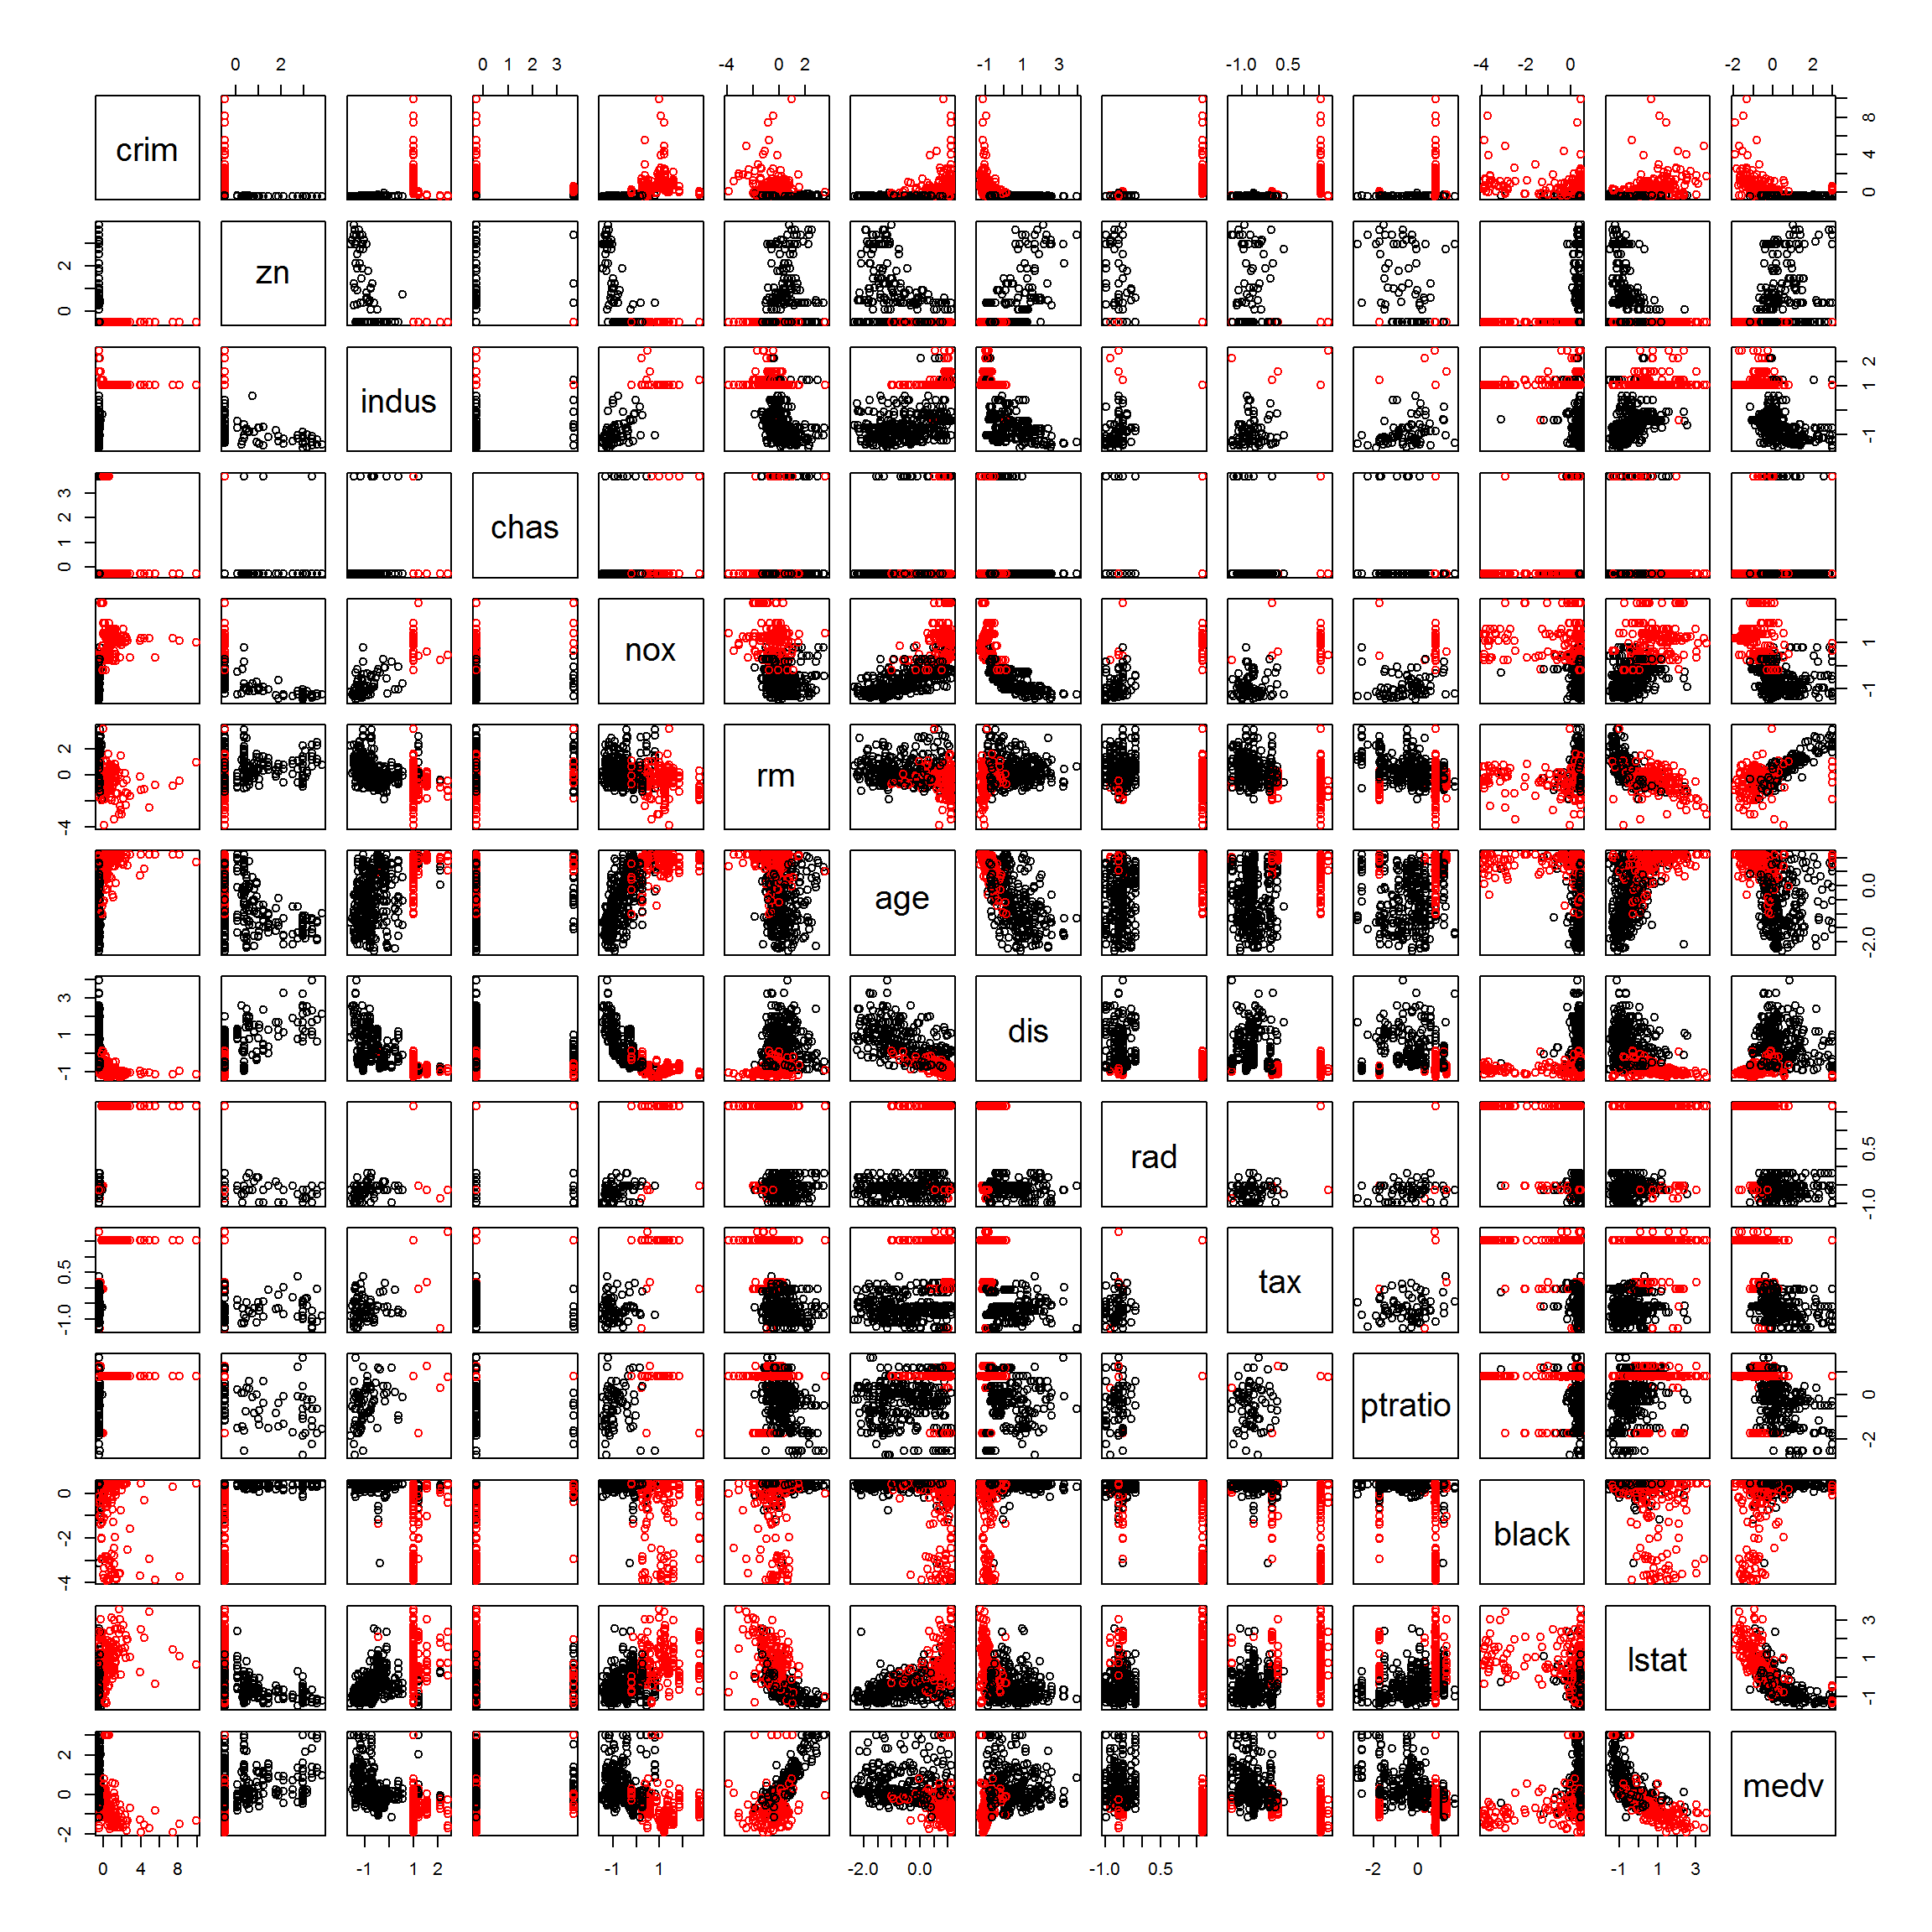 0 2 0 1 2 3 -4 0 2 -1 1 3 -1.0 0.5 -4 -2 0 -2 0 2
crim 0 4 8
0 2 zn
indus -1 1 2
0 1 2 3 chas
nox -1 1
-4 0 2 rm
age -2.0 0.0
-1 1 3 dis
rad -1.0 0.5
-1.0 0.5 tax
ptratio -2 0
-4 -2 0 black
lstat -1 1 3
-2 0 2 medv
0 4 8 -1 1 2 -1 1 -2.0 0.0 -1.0 0.5 -2 0 -1 1 3